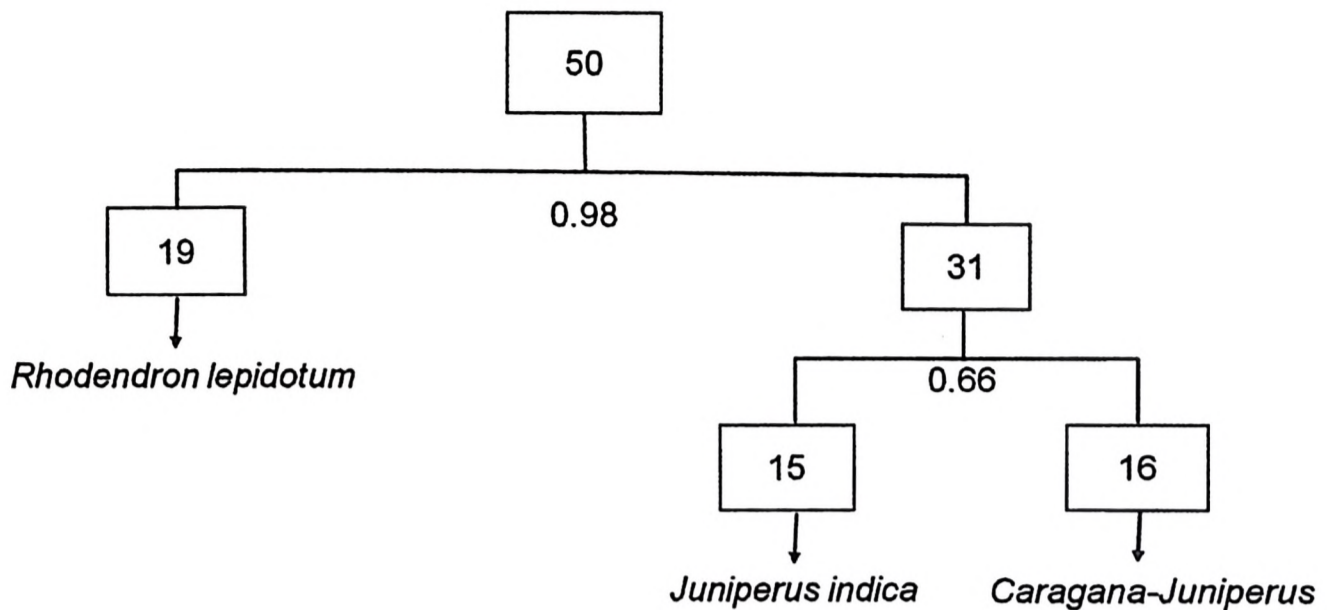 50
0.98
19
31
Rhodendron lepidotum
0.66
15
16
Juniperus indica
Caragana-Juniperus